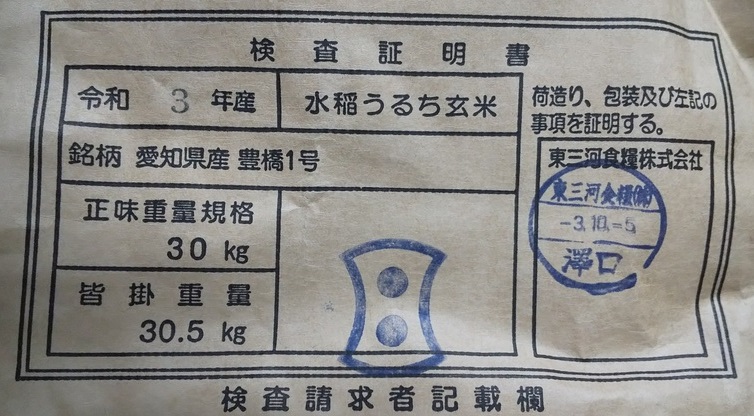 検査証明書
令和 3 年産 水稲うるち玄米
銘柄 愛知県産 豊橋1号
正味重量規格
30 kg
皆掛重量
30.5 kg
荷造り、包装及び左記の
事項を証明する。
東三河食糧株式会社
東三河食糧㈱
-3.10.-5
澤口
検査請求者記載欄